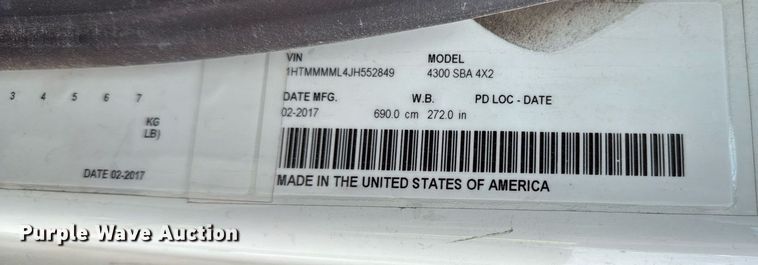 VIN MODEL
1HTMMMML4JH552849 4300 SBA 4X2
3 4 5 6 7
DATE MFG. W.B. PD LOC - DATE
02-2017 690.0 cm 272.0 in
KG
LB)
DATE 02-2017
MADE IN THE UNITED STATES OF AMERICA
Purple Wave Auction